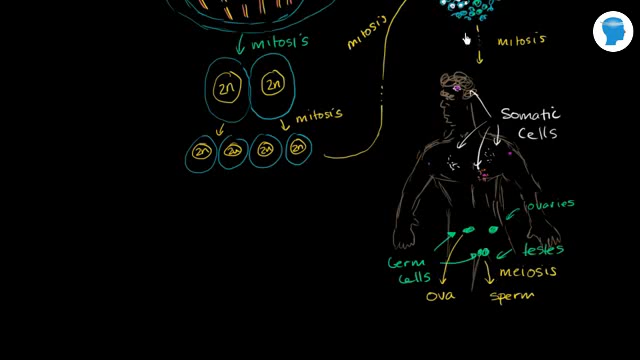 mitosis
mitosis
mitosis
2n
2n
mitosis
2n
2n
2n
2n
Somatic
Cells
ovaries
testes
Germ
cells
meiosis
ova
sperm